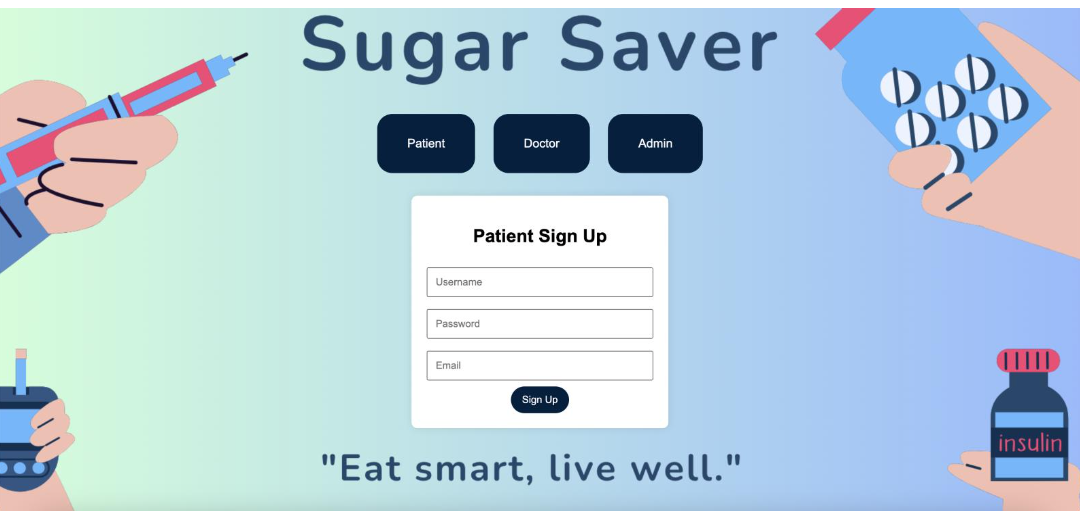 Sugar Saver
Patient Doctor Admin
Patient Sign Up
Username
Password
Email
Sign Up
insulin
"Eat smart, live well."